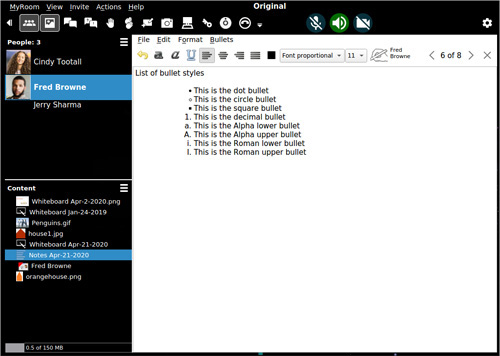 Original
MyRoom View Invite Actions Help
People: 3
Cindy Tootall
Fred Browne
Jerry Sharma
Content
Whiteboard Apr-2-2020.png
Whiteboard Jan-24-2019
Penguins.gif
house1.jpg
Whiteboard Apr-21-2020
Notes Apr-21-2020
Fred Browne
orangehouse.png
0.5 of 150 MB
File Edit Format Bullets
a U Font proportional 11 Fred Browne 6 of 8
List of bullet styles
• This is the dot bullet
◦ This is the circle bullet
▪ This is the square bullet
1. This is the decimal bullet
a. This is the Alpha lower bullet
A. This is the Alpha upper bullet
i. This is the Roman lower bullet
I. This is the Roman upper bullet